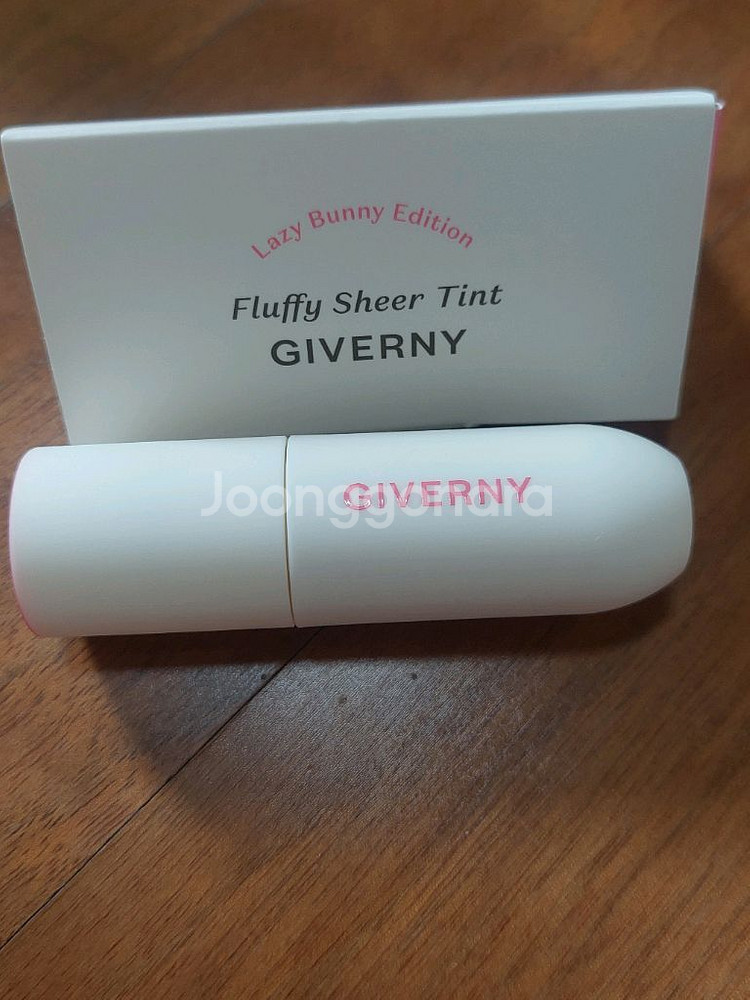 Lazy Bunny Edition
Fluffy Sheer Tint
GIVERNY
GIVERNY
Joonggonara